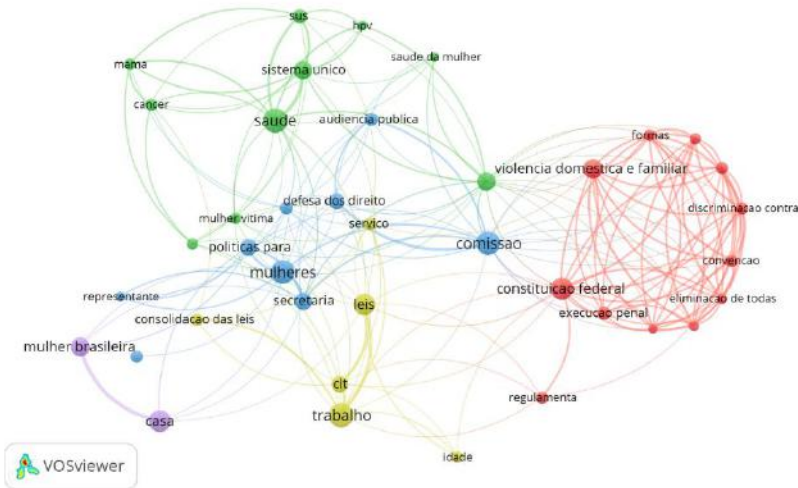 sus
hpv
mama
sistema unico
saude da mulher
cancer
saude
audiencia publica
formas
violencia domestica e familiar
defesa dos direito
discriminacao contra
mulher vitima
servico
politicas para
comissao
convencao
mulheres
constituicao federal
representante
secretaria
leis
eliminacao de todas
consolidacao das leis
execucao penal
mulher brasileira
clt
regulamenta
casa
trabalho
idade
VOSviewer